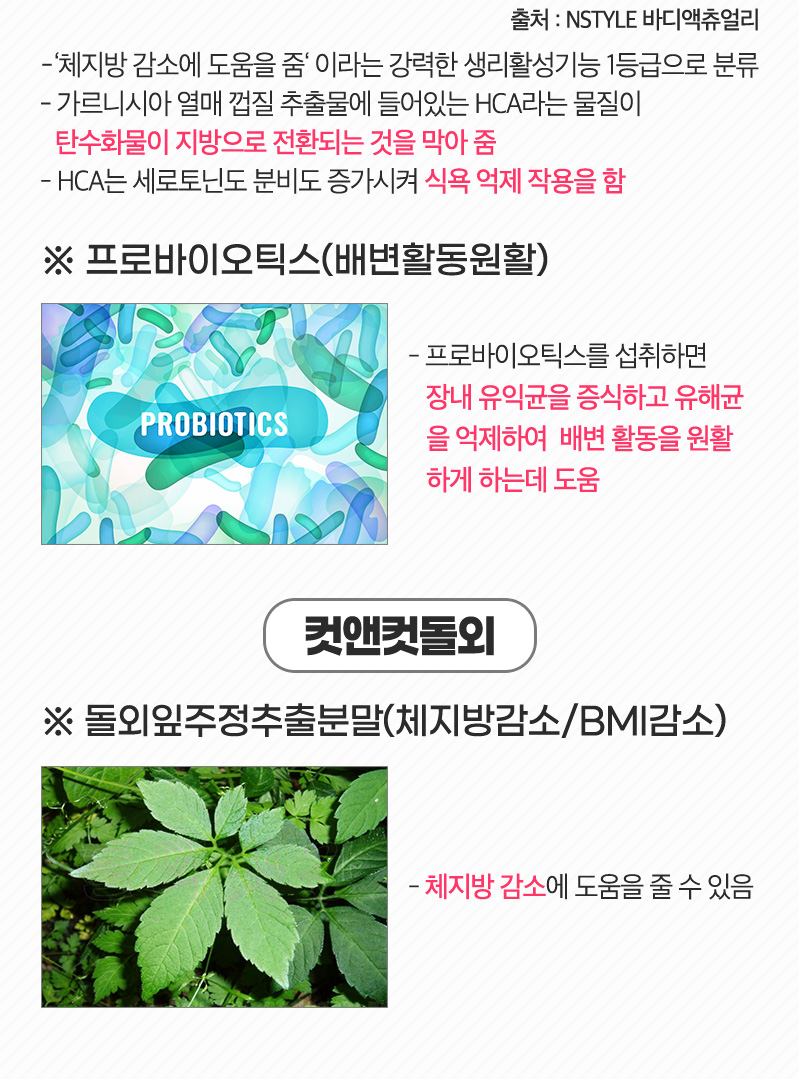 출처 : NSTYLE 바디액츄얼리
-‘체지방 감소에 도움을 줌‘ 이라는 강력한 생리활성기능 1등급으로 분류
- 가르니시아 열매 껍질 추출물에 들어있는 HCA라는 물질이
탄수화물이 지방으로 전환되는 것을 막아 줌
- HCA는 세로토닌도 분비도 증가시켜 식욕 억제 작용을 함
※ 프로바이오틱스(배변활동원활)
PROBIOTICS
- 프로바이오틱스를 섭취하면
장내 유익균을 증식하고 유해균
을 억제하여 배변 활동을 원활
하게 하는데 도움
컷앤컷돌외
※ 돌외잎주정추출분말(체지방감소/BMI감소)
- 체지방 감소에 도움을 줄 수 있음